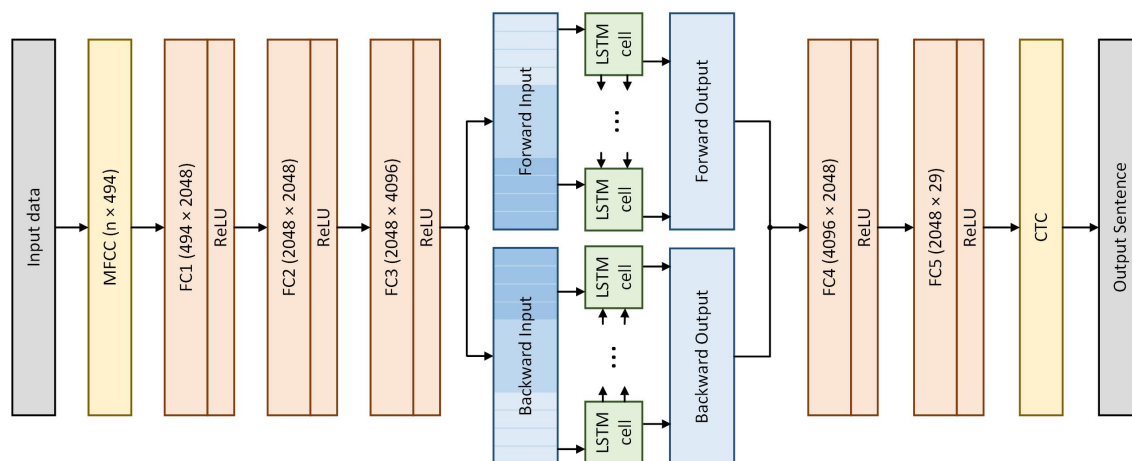 Input data
MFCC (n × 494)
FC1 (494 × 2048)
ReLU
FC2 (2048 × 2048)
ReLU
FC3 (2048 × 4096)
ReLU
Forward Input
LSTM
cell
...
LSTM
cell
Forward Output
Backward Input
LSTM
cell
...
LSTM
cell
Backward Output
FC4 (4096 × 2048)
ReLU
FC5 (2048 × 29)
ReLU
CTC
Output Sentence